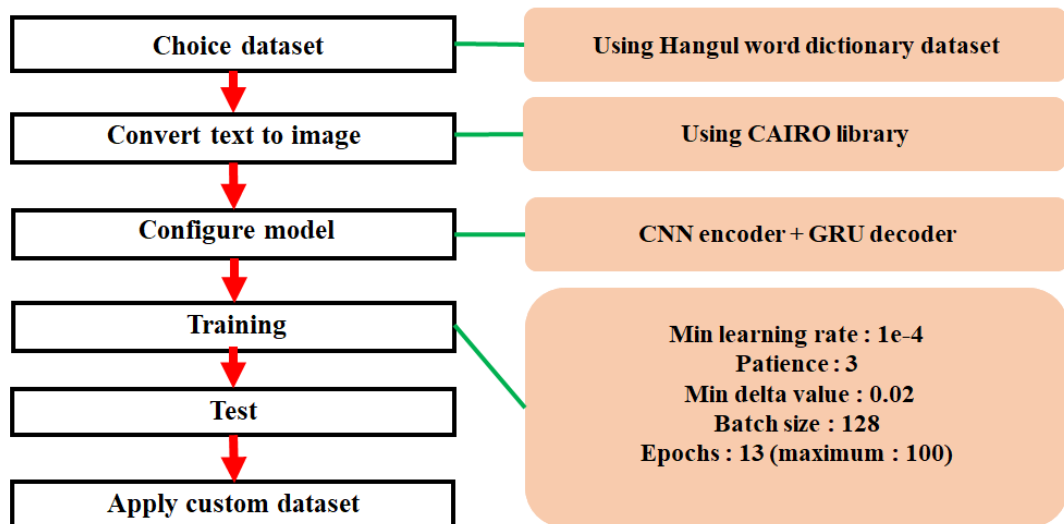 Choice dataset
Using Hangul word dictionary dataset
Convert text to image
Using CAIRO library
Configure model
CNN encoder + GRU decoder
Training
Min learning rate : 1e-4
Patience : 3
Min delta value : 0.02
Batch size : 128
Epochs : 13 (maximum : 100)
Test
Apply custom dataset